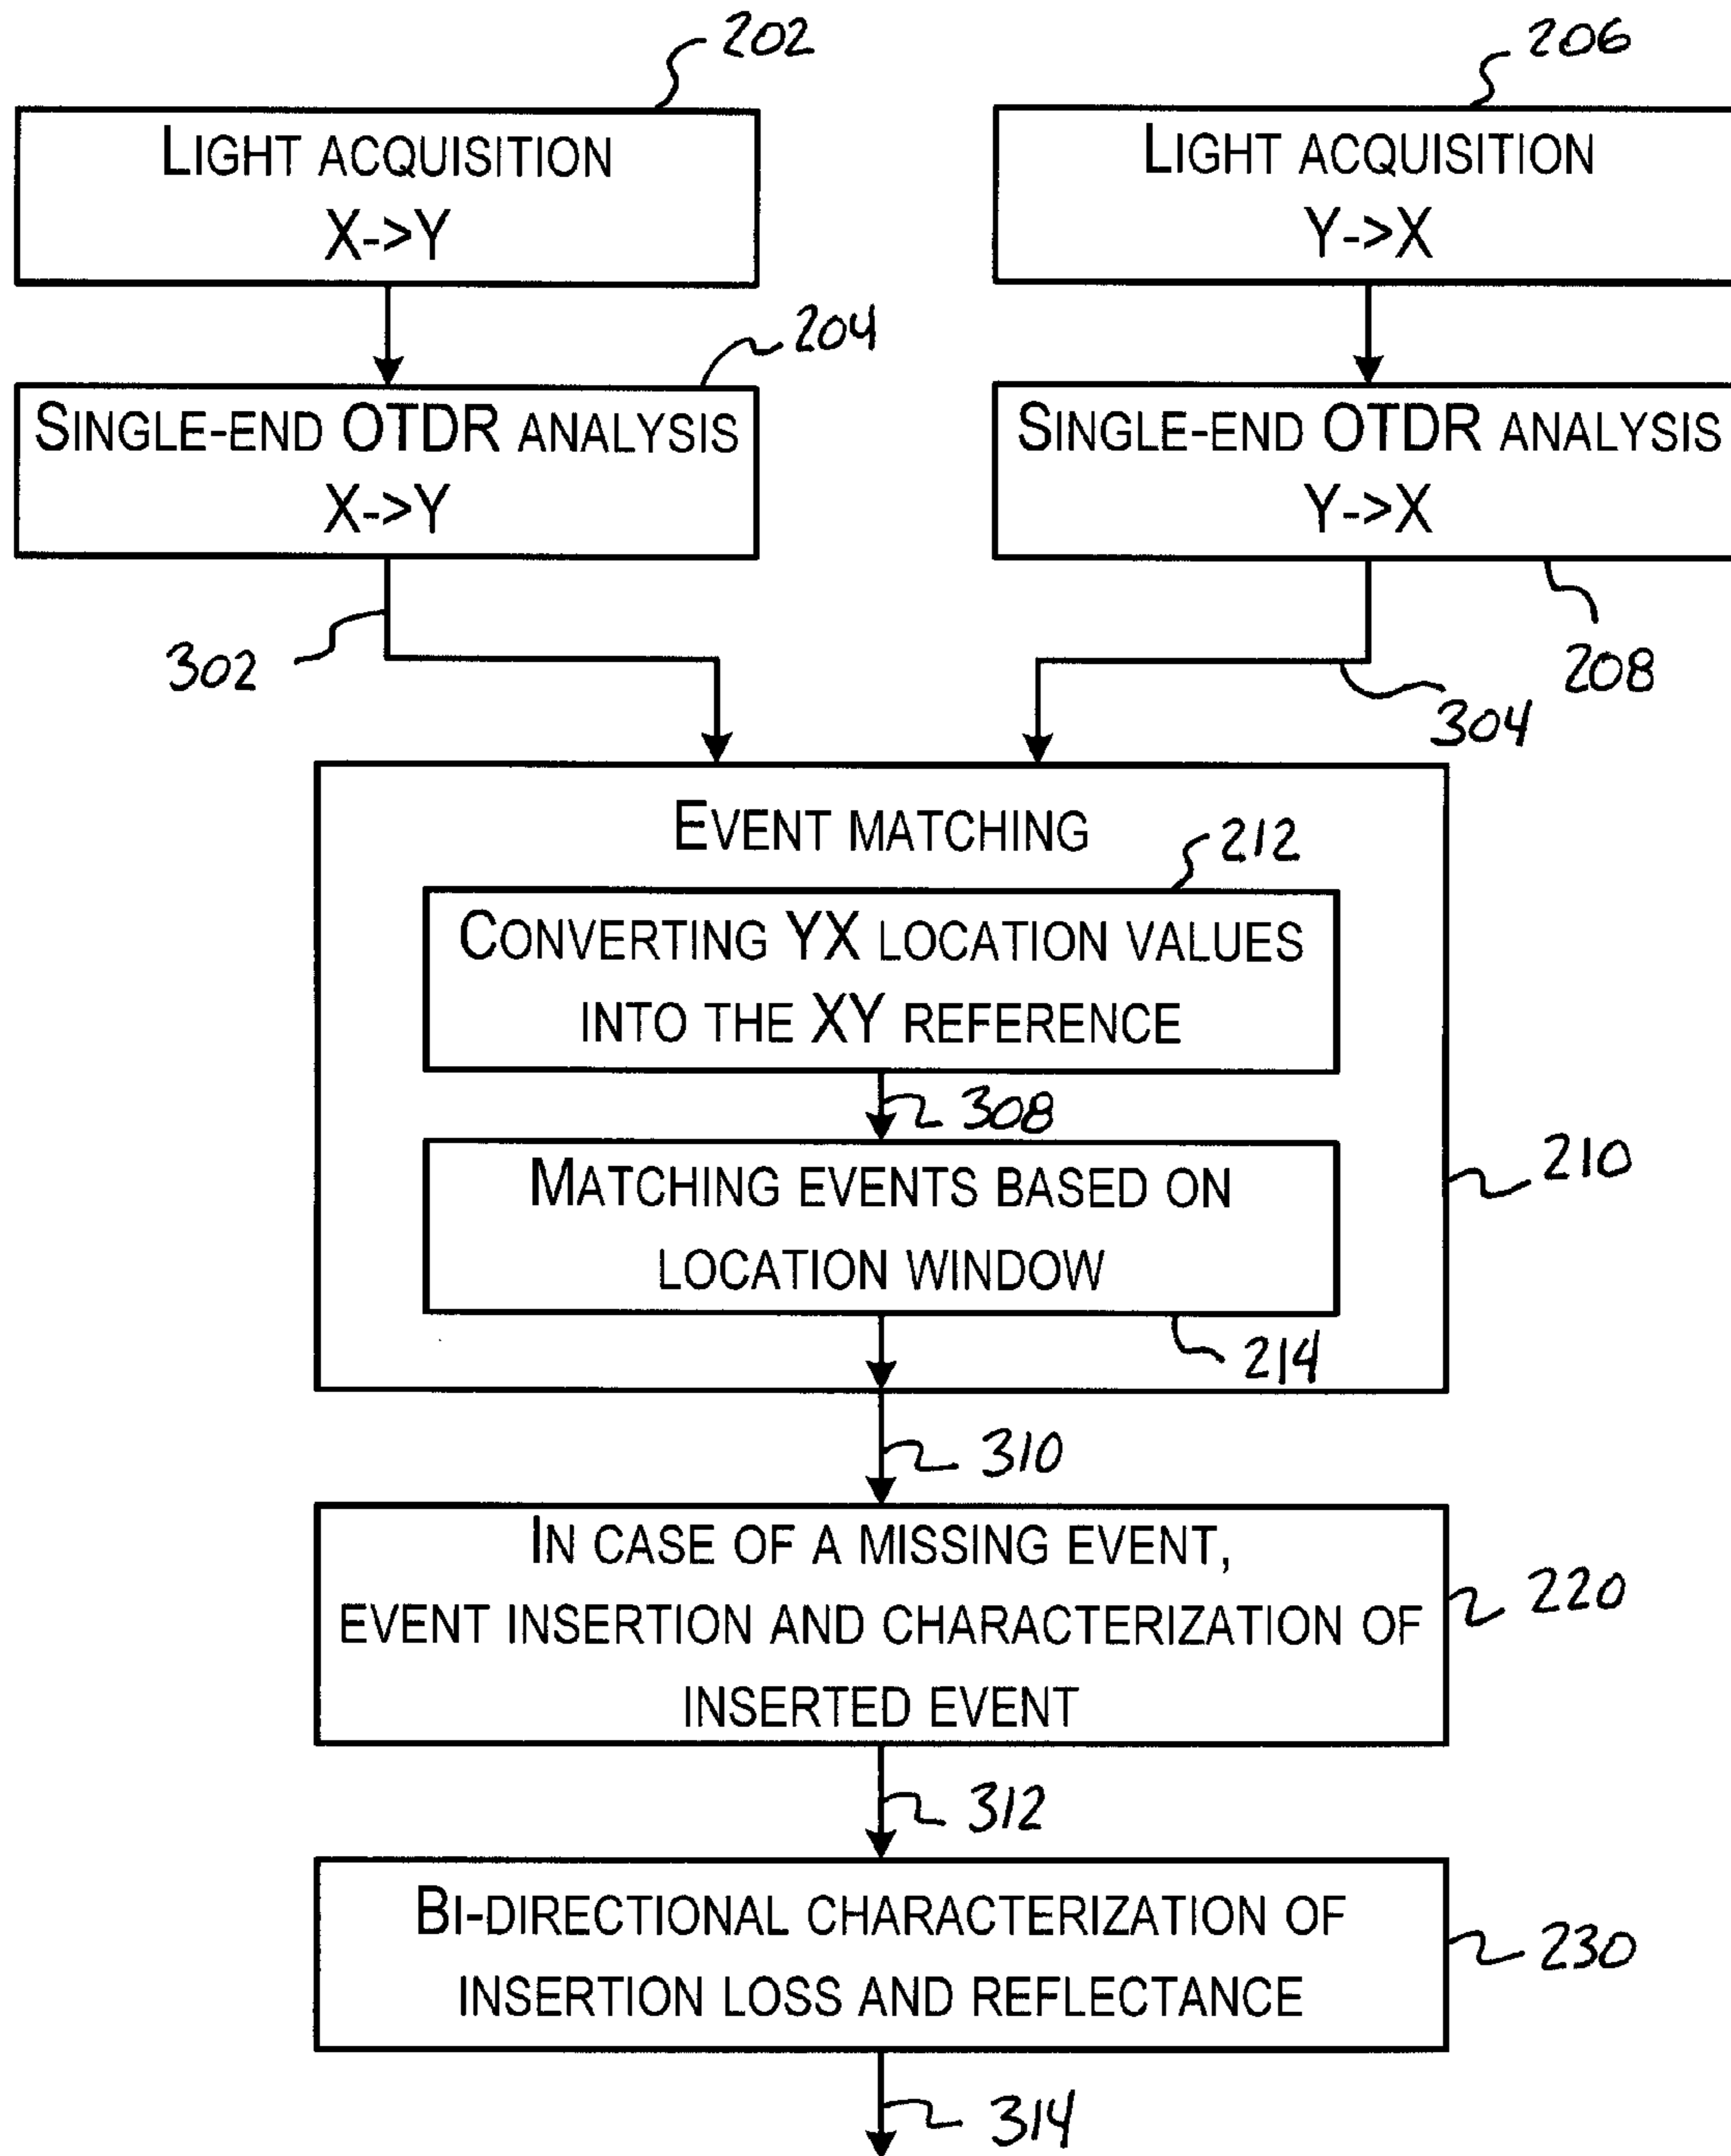 202
206
LIGHT ACQUISITION
X->Y
LIGHT ACQUISITION
Y->X
204
SINGLE-END OTDR ANALYSIS
X->Y
SINGLE-END OTDR ANALYSIS
Y->X
302
208
304
EVENT MATCHING
212
CONVERTING YX LOCATION VALUES
INTO THE XY REFERENCE
308
MATCHING EVENTS BASED ON
LOCATION WINDOW
210
214
310
IN CASE OF A MISSING EVENT,
EVENT INSERTION AND CHARACTERIZATION OF
INSERTED EVENT
220
312
BI-DIRECTIONAL CHARACTERIZATION OF
INSERTION LOSS AND REFLECTANCE
230
314